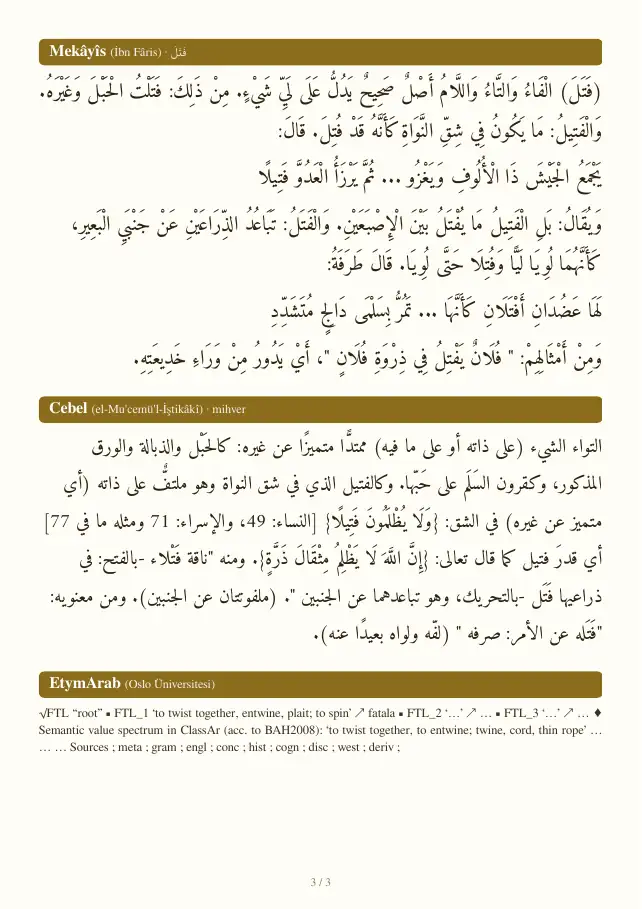 Mekâyîs (İbn Fâris) · فَتَلَ
(فَتَلَ) الْفَاءُ وَالتَّاءُ وَاللَّامُ أَصْلٌ صَحِيحٌ يَدُلُّ عَلَى لَيِّ شَيْءٍ. مِنْ ذَلِكَ: فَتَلْتُ الْحَبْلَ وَغَيْرَهُ.
وَالْفَتِيلُ: مَا يَكُونُ فِي شِقِّ النَّوَاةِ كَأَنَّهُ قَدْ فُتِلَ. قَالَ:
يَجْمَعُ الْجَيْشَ ذَا الْأُلُوفِ وَيَغْزُو ... ثُمَّ يَرْزَأُ الْعَدُوَّ فَتِيلًا
وَيُقَالُ: بَلِ الْفَتِيلُ مَا يُفْتَلُ بَيْنَ الْإِصْبَعَيْنِ. وَالْفَتَلُ: تَبَاعُدُ الذِّرَاعَيْنِ عَنْ جَنْبَيِ الْبَعِيرِ،
كَأَنَّهُمَا لُوِيَا لَيًّا وَفُتِلَا حَتَّى لُوِيَا. قَالَ طَرَفَةُ:
لَهَا عَضُدَانِ أَفْتَلَانِ كَأَنَّهَا ... تَمُرُّ بِسَلْمَى دَالِجٍ مُتَشَدِّدِ
وَمِنْ أَمْثَالِهِمْ: " فُلَانٌ يَفْتِلُ فِي ذِرْوَةِ فُلَانٍ "، أَيْ يَدُورُ مِنْ وَرَاءِ خَدِيعَتِهِ.
Cebel (el-Mu'cemü'l-İştikâkî) · mihver
التواء الشيء (على ذاته أو على ما فيه) ممتدًّا متميزًا عن غيره: كالحَبْل والذبالة والورق
المذكور، وكقرون السَلَم على حَبّها. وكالفتيل الذي في شق النواة وهو ملتفٌّ على ذاته (أي
متميز عن غيره) في الشق: {وَلَا يُظْلَمُونَ فَتِيلًا} [النساء: 49، والإسراء: 71 ومثله ما في 77]
أي قدرَ فتيل كما قال تعالى: {إِنَّ اللَّهَ لَا يَظْلِمُ مِثْقَالَ ذَرَّةٍ}. ومنه "ناقة فَتْلاء -بالفتح: في
ذراعيها فَتَل -بالتحريك، وهو تباعدهما عن الجنبين ". (ملفوتتان عن الجنبين). ومن معنويه:
"فَتَله عن الأمر: صرفه " (لفّه ولواه بعيدًا عنه).
EtymArab (Oslo Üniversitesi)
√FTL “root” ▪ FTL_1 ‘to twist together, entwine, plait; to spin’ ↗ fatala ▪ FTL_2 ‘…’ ↗ … ▪ FTL_3 ‘…’ ↗ … ♦
Semantic value spectrum in ClassAr (acc. to BAH2008): ‘to twist together, to entwine; twine, cord, thin rope’ …
… … Sources ; meta ; gram ; engl ; conc ; hist ; cogn ; disc ; west ; deriv ;
3 / 3